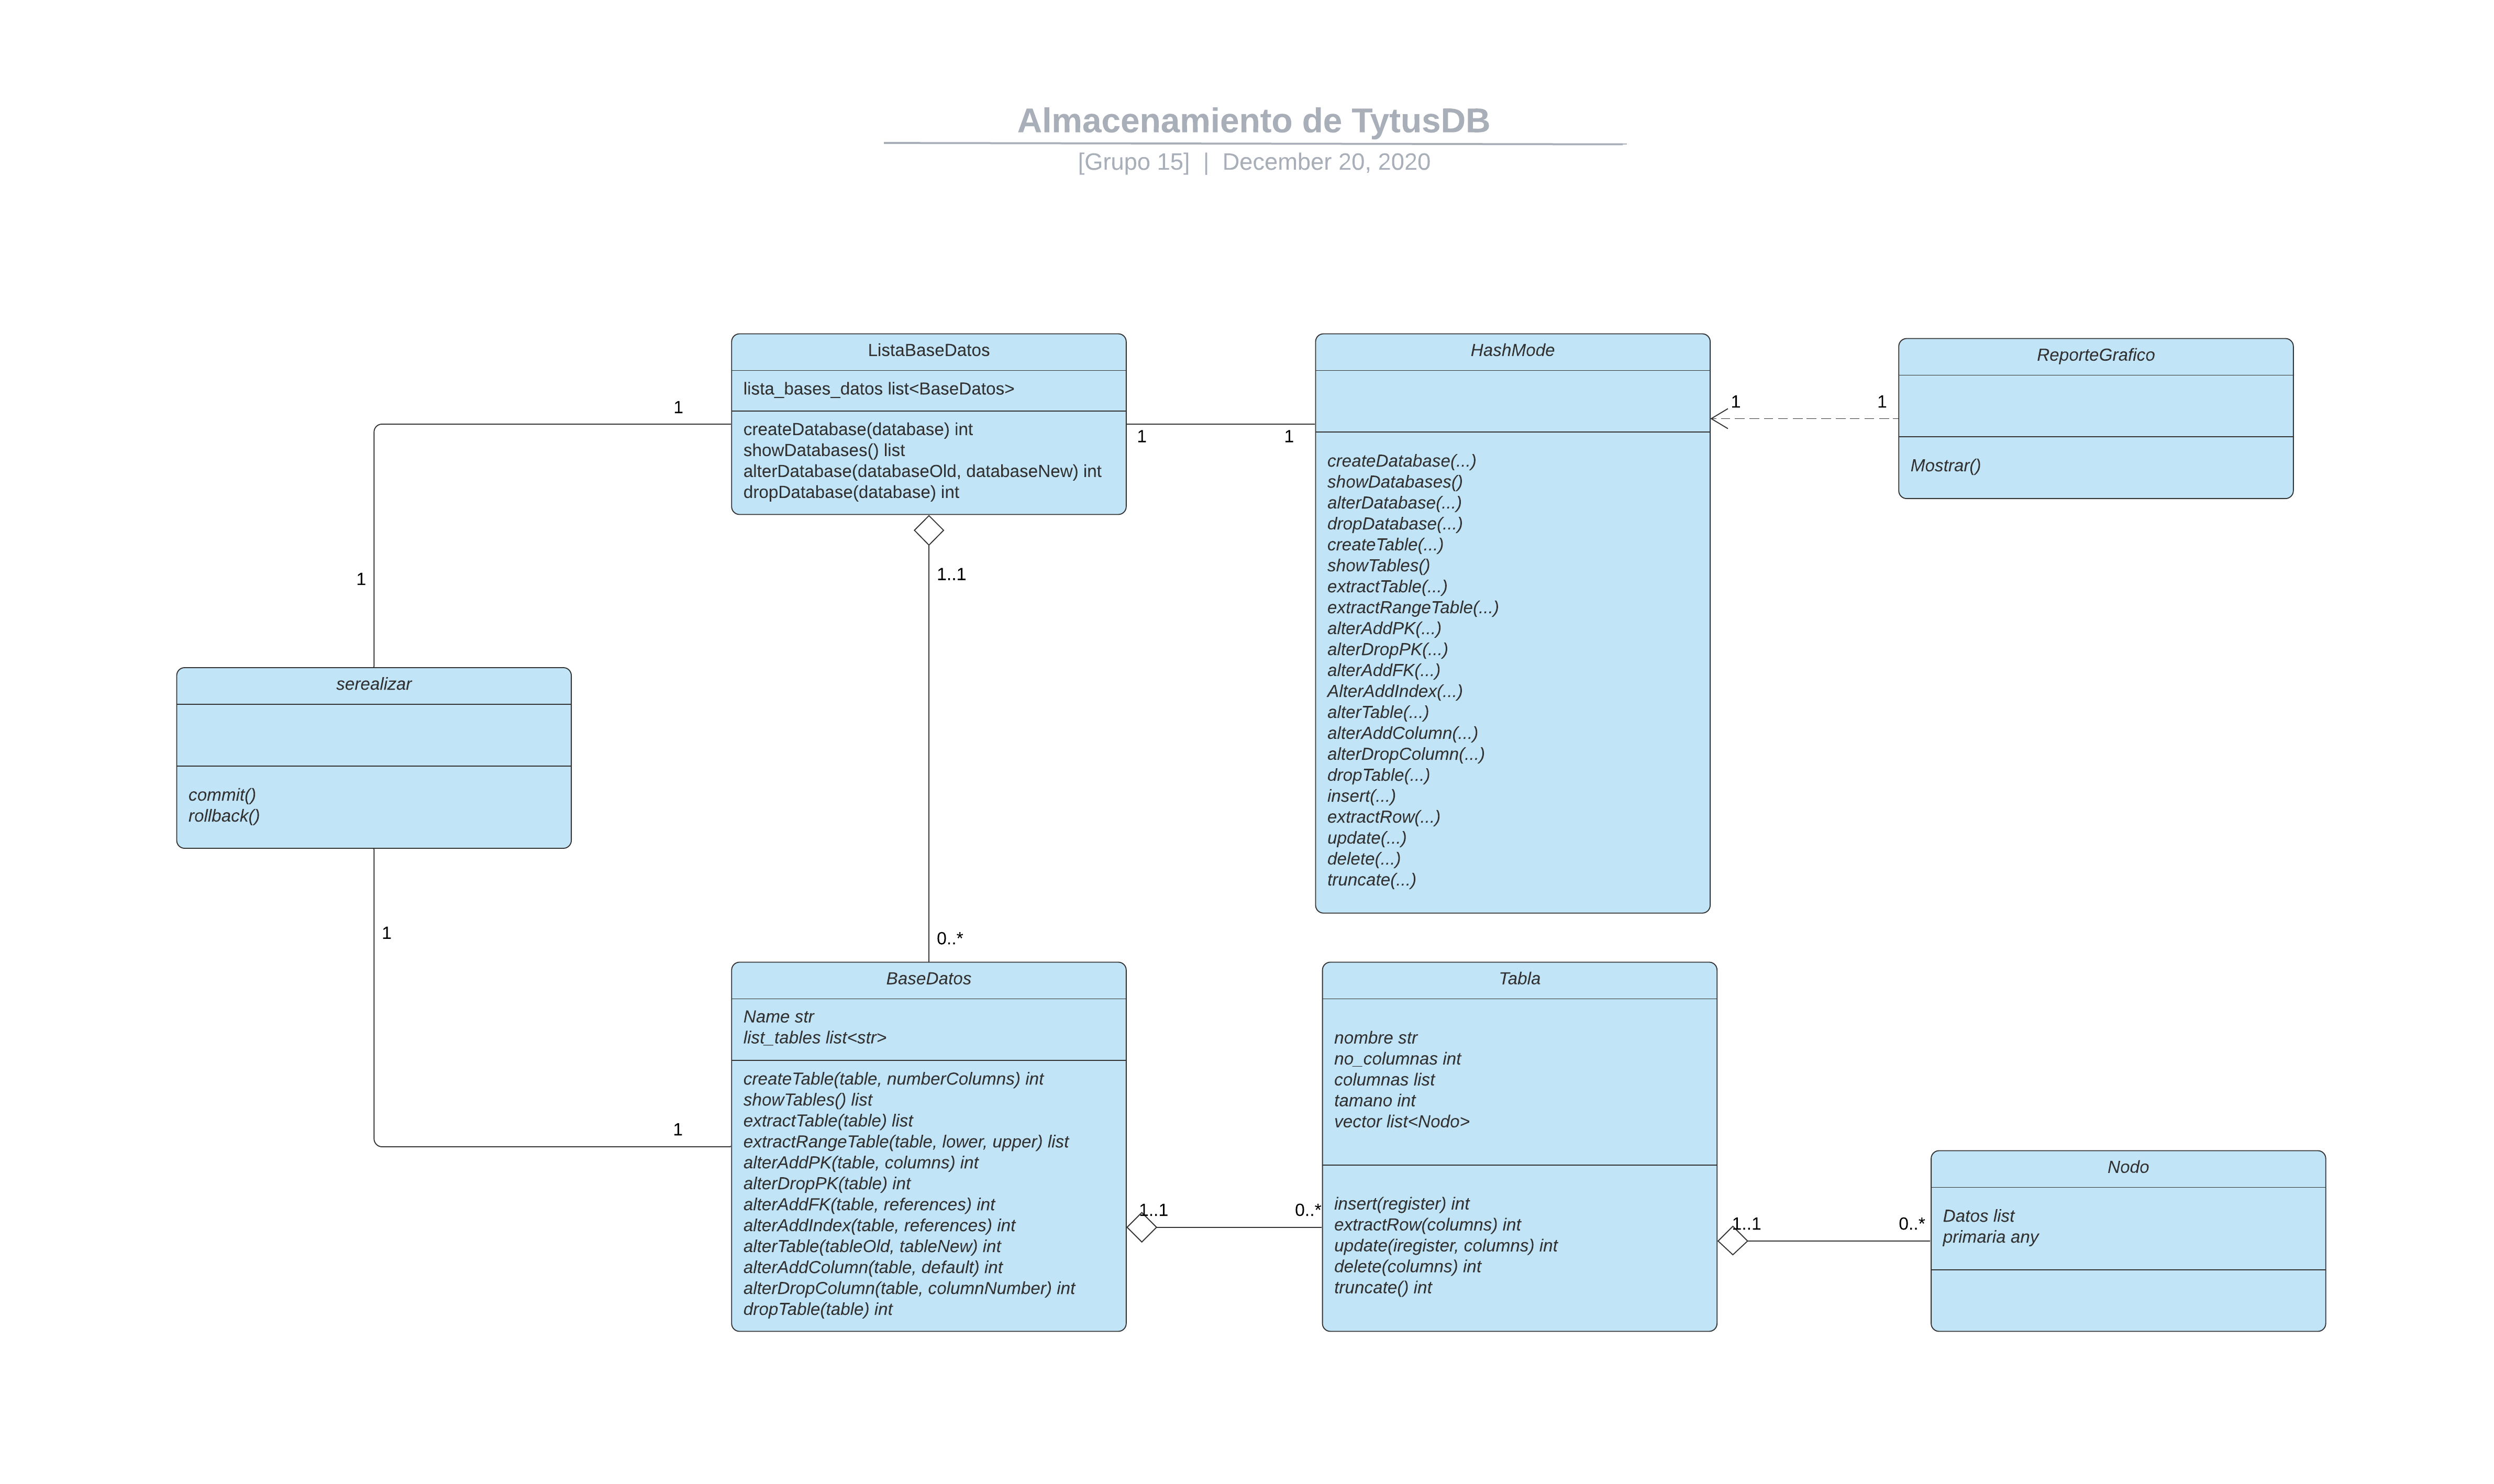 Almacenamiento de TytusDB
[Grupo 15] | December 20, 2020
ListaBaseDatos
lista_bases_datos list<BaseDatos>
createDatabase(database) int
showDatabases() list
alterDatabase(databaseOld, databaseNew) int
dropDatabase(database) int
HashMode
createDatabase(...)
showDatabases()
alterDatabase(...)
dropDatabase(...)
createTable(...)
showTables()
extractTable(...)
extractRangeTable(...)
alterAddPK(...)
alterDropPK(...)
alterAddFK(...)
AlterAddIndex(...)
alterTable(...)
alterAddColumn(...)
alterDropColumn(...)
dropTable(...)
insert(...)
extractRow(...)
update(...)
delete(...)
truncate(...)
ReporteGrafico
Mostrar()
1
1
1
1
1
1
1..1
0..*
serealizar
commit()
rollback()
1
1
BaseDatos
Name str
list_tables list<str>
createTable(table, numberColumns) int
showTables() list
extractTable(table) list
extractRangeTable(table, lower, upper) list
alterAddPK(table, columns) int
alterDropPK(table) int
alterAddFK(table, references) int
alterAddIndex(table, references) int
alterTable(tableOld, tableNew) int
alterAddColumn(table, default) int
alterDropColumn(table, columnNumber) int
dropTable(table) int
1..1
0..*
Tabla
nombre str
no_columnas int
columnas list
tamano int
vector list<Nodo>
insert(register) int
extractRow(columns) int
update(iregister, columns) int
delete(columns) int
truncate() int
1..1
0..*
Nodo
Datos list
primaria any